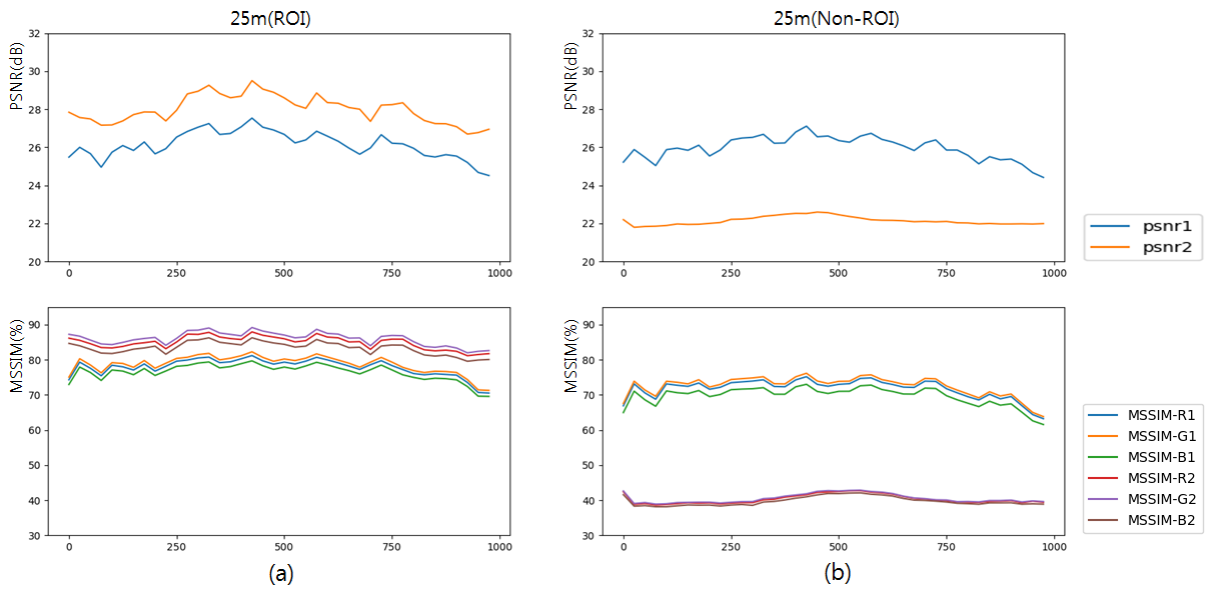 25m(ROI)
25m(Non-ROI)
PSNR(dB)
32
30
28
26
24
22
20
0 250 500 750 1000
PSNR(dB)
32
30
28
26
24
22
20
0 250 500 750 1000
psnr1
psnr2
MSSIM(%)
90
80
70
60
50
40
30
0 250 500 750 1000
(a)
MSSIM(%)
90
80
70
60
50
40
30
0 250 500 750 1000
(b)
MSSIM-R1
MSSIM-G1
MSSIM-B1
MSSIM-R2
MSSIM-G2
MSSIM-B2